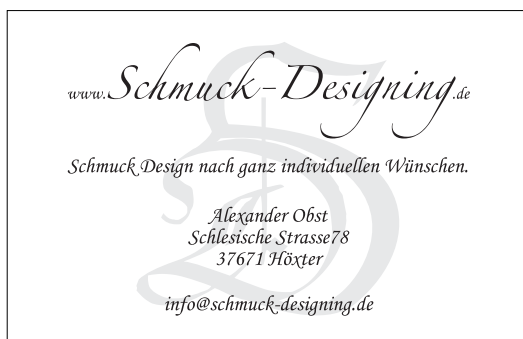 www.Schmuck-Designing.de
Schmuck Design nach ganz individuellen Wünschen.
Alexander Obst
Schlesische Strasse78
37671 Höxter
info@schmuck-designing.de